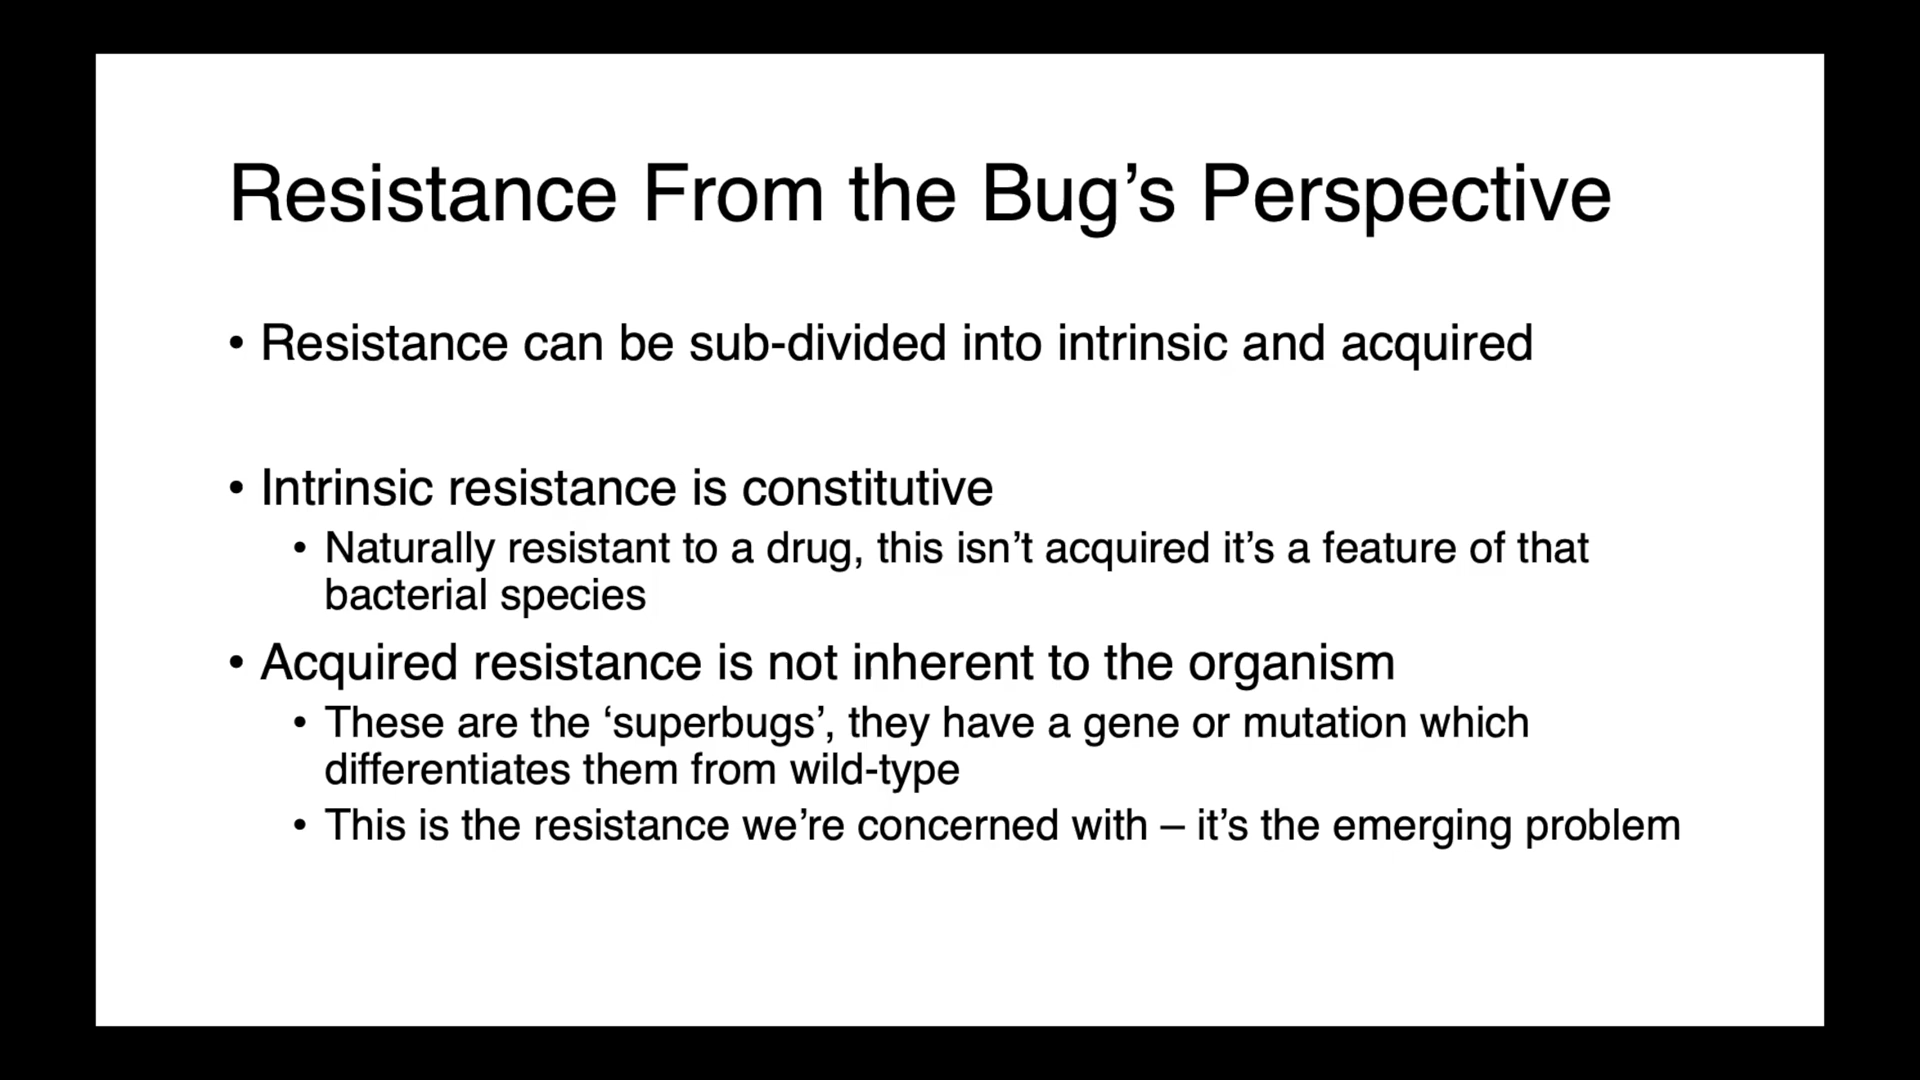 Resistance From the Bug’s Perspective
• Resistance can be sub-divided into intrinsic and acquired
• Intrinsic resistance is constitutive
• Naturally resistant to a drug, this isn’t acquired it’s a feature of that
bacterial species
• Acquired resistance is not inherent to the organism
• These are the ‘superbugs’, they have a gene or mutation which
differentiates them from wild-type
• This is the resistance we’re concerned with – it’s the emerging problem